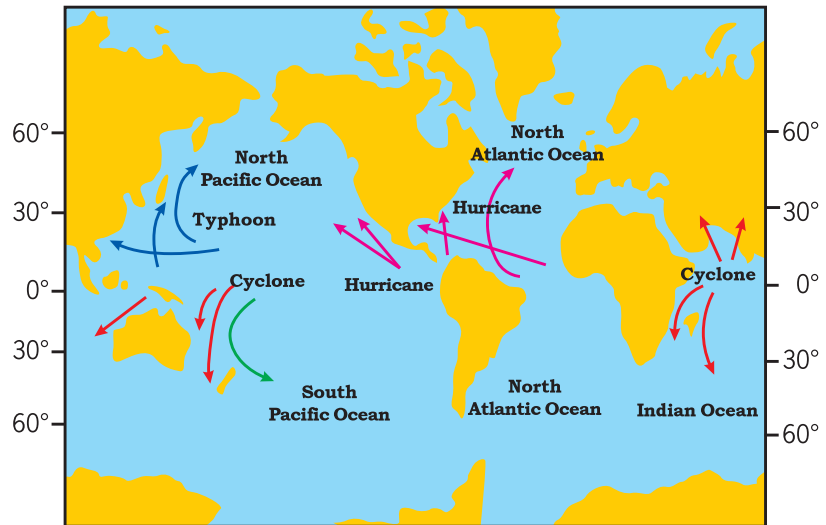 60°
30°
0°
30°
60°
North
Pacific Ocean
Typhoon
Cyclone
Hurricane
South
Pacific Ocean
North
Atlantic Ocean
Hurricane
North
Atlantic Ocean
Cyclone
Indian Ocean
60°
30°
0°
30°
60°